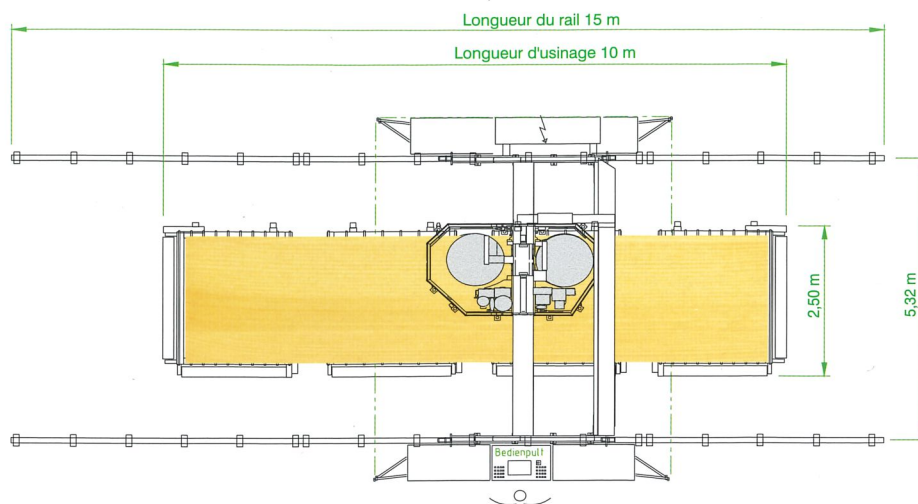 Longueur du rail 15 m
Longueur d'usinage 10 m
2,50 m
5,32 m
Bedienpult